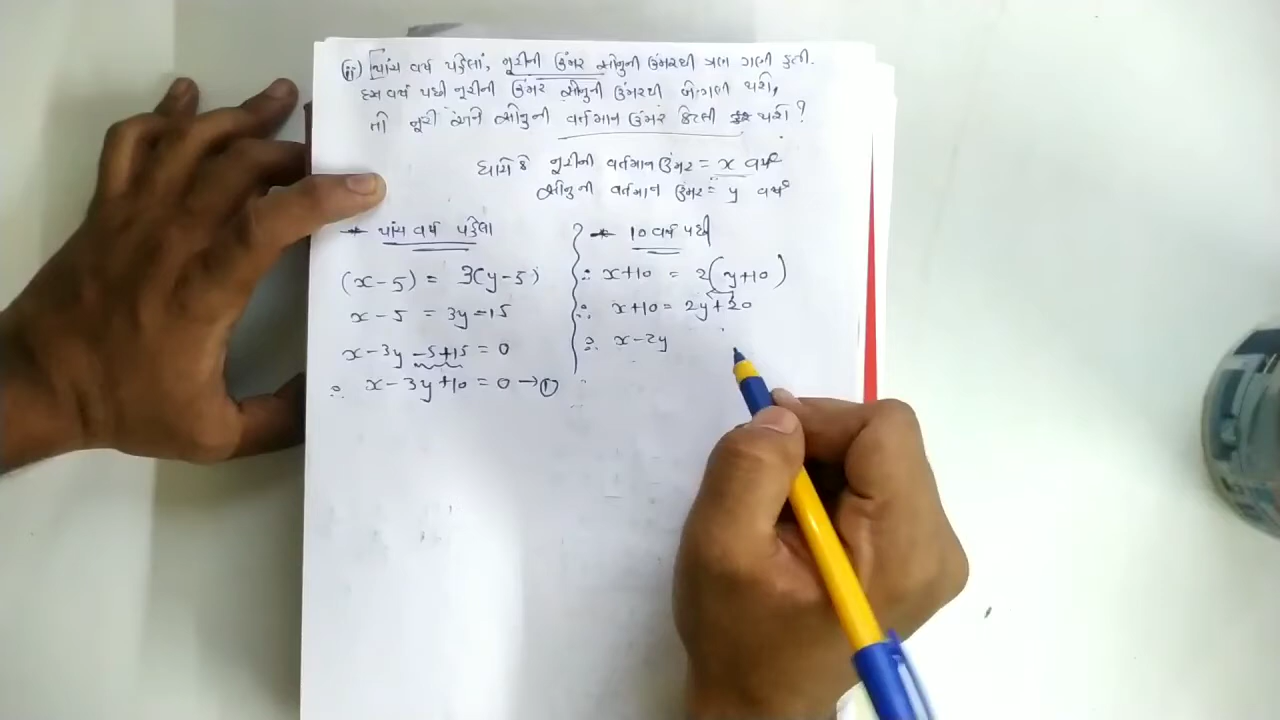 ii) પાંચ વર્ષ પહેલાં, નૂરીની ઉંમર સોનુની ઉંમરથી ત્રણ ગણી હતી.
દસ વર્ષ પછી નૂરીની ઉંમર સોનુની ઉંમરથી બેગણી થશે,
તો નૂરી અને સોનુની વર્તમાન ઉંમર કેટલી થશે?
ધારો કે નૂરીની વર્તમાન ઉંમર = x વર્ષ
સોનુની વર્તમાન ઉંમર = y વર્ષ
* પાંચ વર્ષ પહેલા
(x-5) = 3(y-5)
x-5 = 3y-15
x-3y -5+15 = 0
∴ x-3y+10 = 0 → ①
* 10 વર્ષ પછી
∴ x+10 = 2(y+10)
∴ x+10 = 2y+20
∴ x-2y